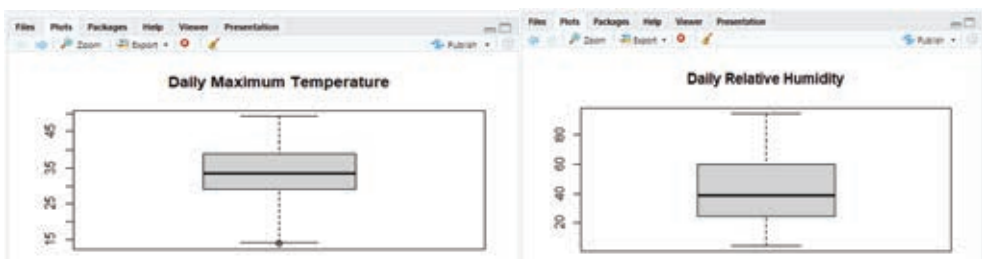 Files Plots Packages Help Viewer Presentation
Zoom Export Publish
Daily Maximum Temperature
45
35
25
15
Files Plots Packages Help Viewer Presentation
Zoom Export Publish
Daily Relative Humidity
80
60
40
20